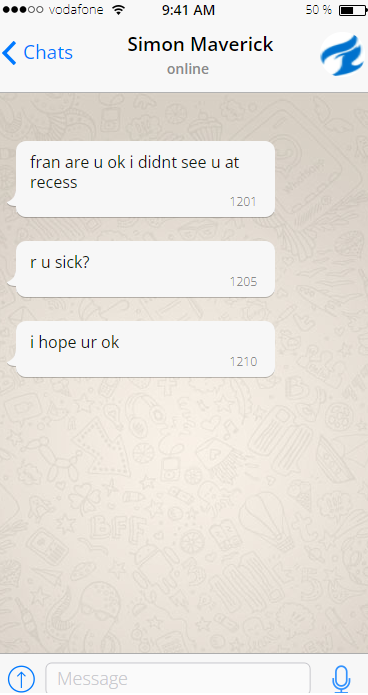 vodafone 9:41 AM 50 %
Chats Simon Maverick
online
fran are u ok i didnt see u at
recess
1201
r u sick?
1205
i hope ur ok
1210
BFF
Message